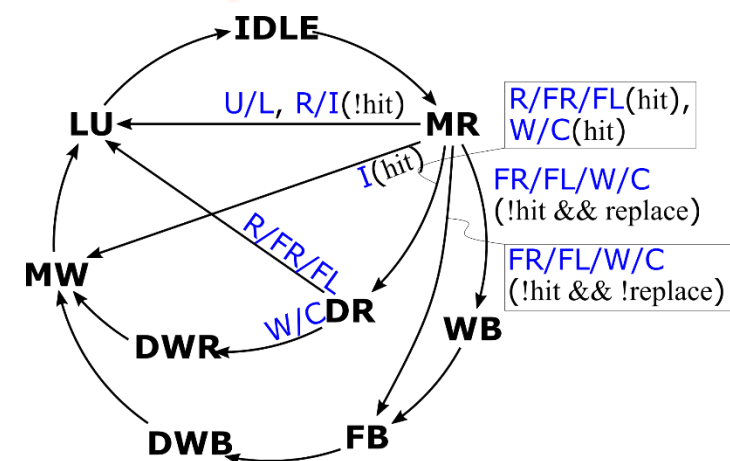 IDLE
U/L, R/I(!hit)
LU
MR
R/FR/FL(hit),
W/C(hit)
I(hit)
FR/FL/W/C
(!hit && replace)
R/FR/FL
FR/FL/W/C
(!hit && !replace)
MW
W/C
DR
WB
DWR
DWB
FB